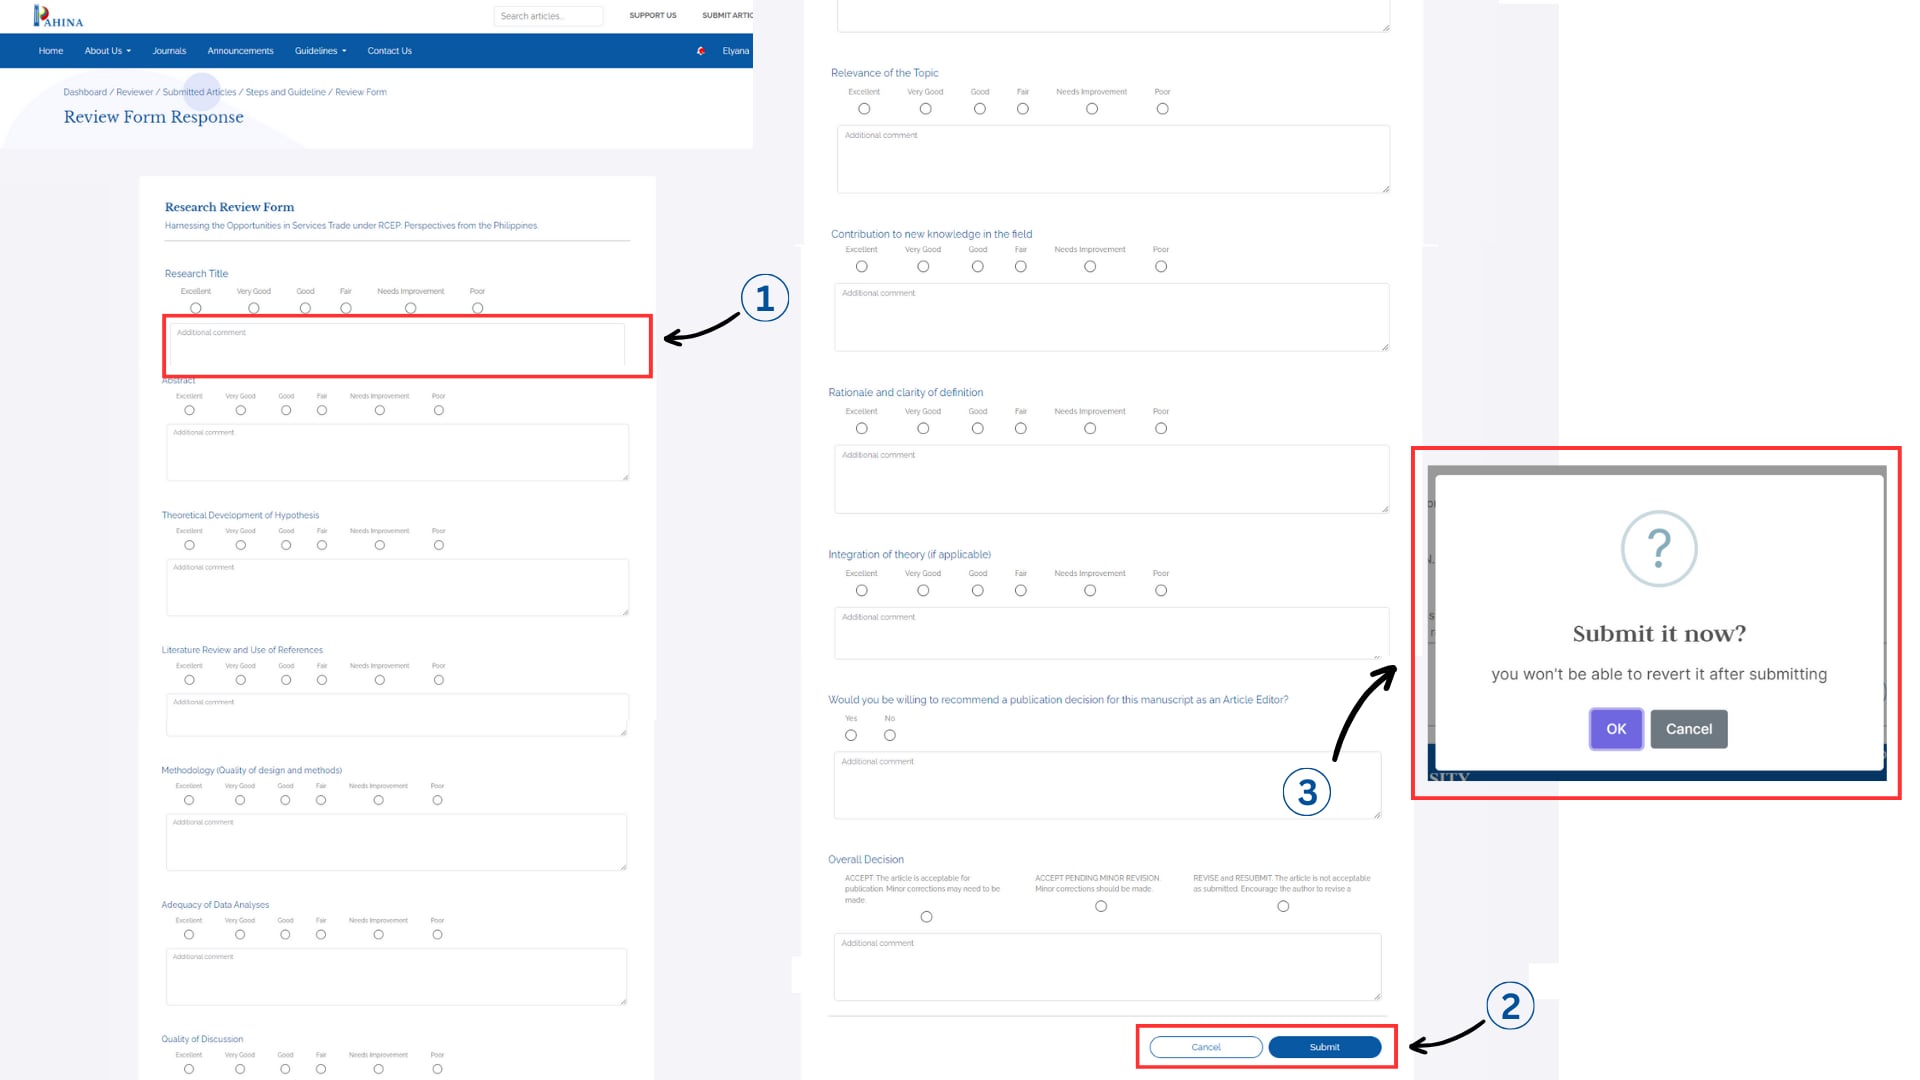 PAHINA
Search articles..
SUPPORT US
SUBMIT ARTIC
Home
About Us
Journals
Announcements
Guidelines
Contact Us
Elyana
Dashboard / Reviewer / Submitted Articles / Steps and Guideline / Review Form
Review Form Response
Research Review Form
Harnessing the Opportunities in Services Trade under RCEP: Perspectives from the Philippines.
Research Title
Excellent Very Good Good Fair Needs Improvement Poor
Additional comment
1
Abstract
Excellent Very Good Good Fair Needs Improvement Poor
Additional comment
Theoretical Development of Hypothesis
Excellent Very Good Good Fair Needs Improvement Poor
Additional comment
Literature Review and Use of References
Excellent Very Good Good Fair Needs Improvement Poor
Additional comment
Methodology (Quality of design and methods)
Excellent Very Good Good Fair Needs Improvement Poor
Additional comment
Adequacy of Data Analyses
Excellent Very Good Good Fair Needs Improvement Poor
Additional comment
Quality of Discussion
Excellent Very Good Good Fair Needs Improvement Poor
Relevance of the Topic
Excellent Very Good Good Fair Needs Improvement Poor
Additional comment
Contribution to new knowledge in the field
Excellent Very Good Good Fair Needs Improvement Poor
Additional comment
Rationale and clarity of definition
Excellent Very Good Good Fair Needs Improvement Poor
Additional comment
Integration of theory (if applicable)
Excellent Very Good Good Fair Needs Improvement Poor
Additional comment
Would you be willing to recommend a publication decision for this manuscript as an Article Editor?
Yes No
Additional comment
3
Overall Decision
ACCEPT. The article is acceptable for
publication. Minor corrections may need to be
made.
ACCEPT PENDING MINOR REVISION.
Minor corrections should be made.
REVISE and RESUBMIT. The article is not acceptable
as submitted. Encourage the author to revise a
Additional comment
Cancel
Submit
2
?
Submit it now?
you won't be able to revert it after submitting
OK
Cancel
SITY